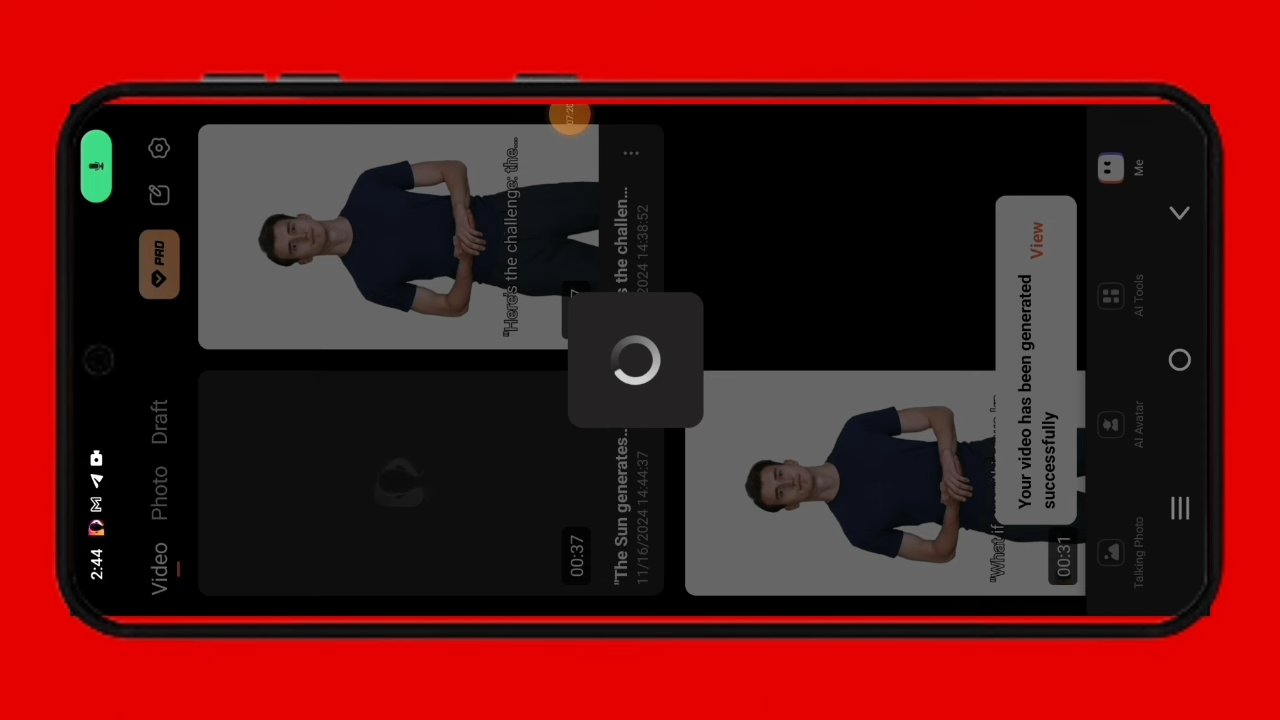 2:44
Video Photo Draft
PRO
00:37
"The Sun generates...
11/16/2024 14:44:37
"Here's the challenge: the...
s the challen...
2024 14:38:52
"What if
00:31
Your video has been generated
successfully
View
Talking Photo
AI Avatar
AI Tools
Me
07:20